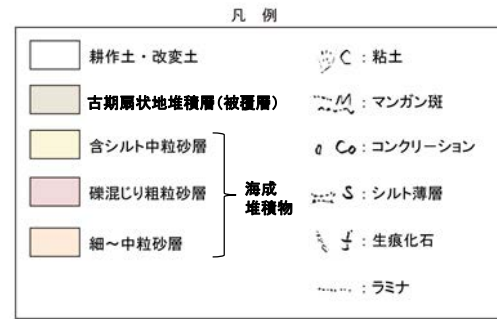 凡 例
耕作土・改変土
古期扇状地堆積層(被覆層)
含シルト中粒砂層
礫混じり粗粒砂層
細~中粒砂層
海成
堆積物
C:粘土
M:マンガン斑
Co:コンクリーション
S:シルト薄層
f:生痕化石
:ラミナ